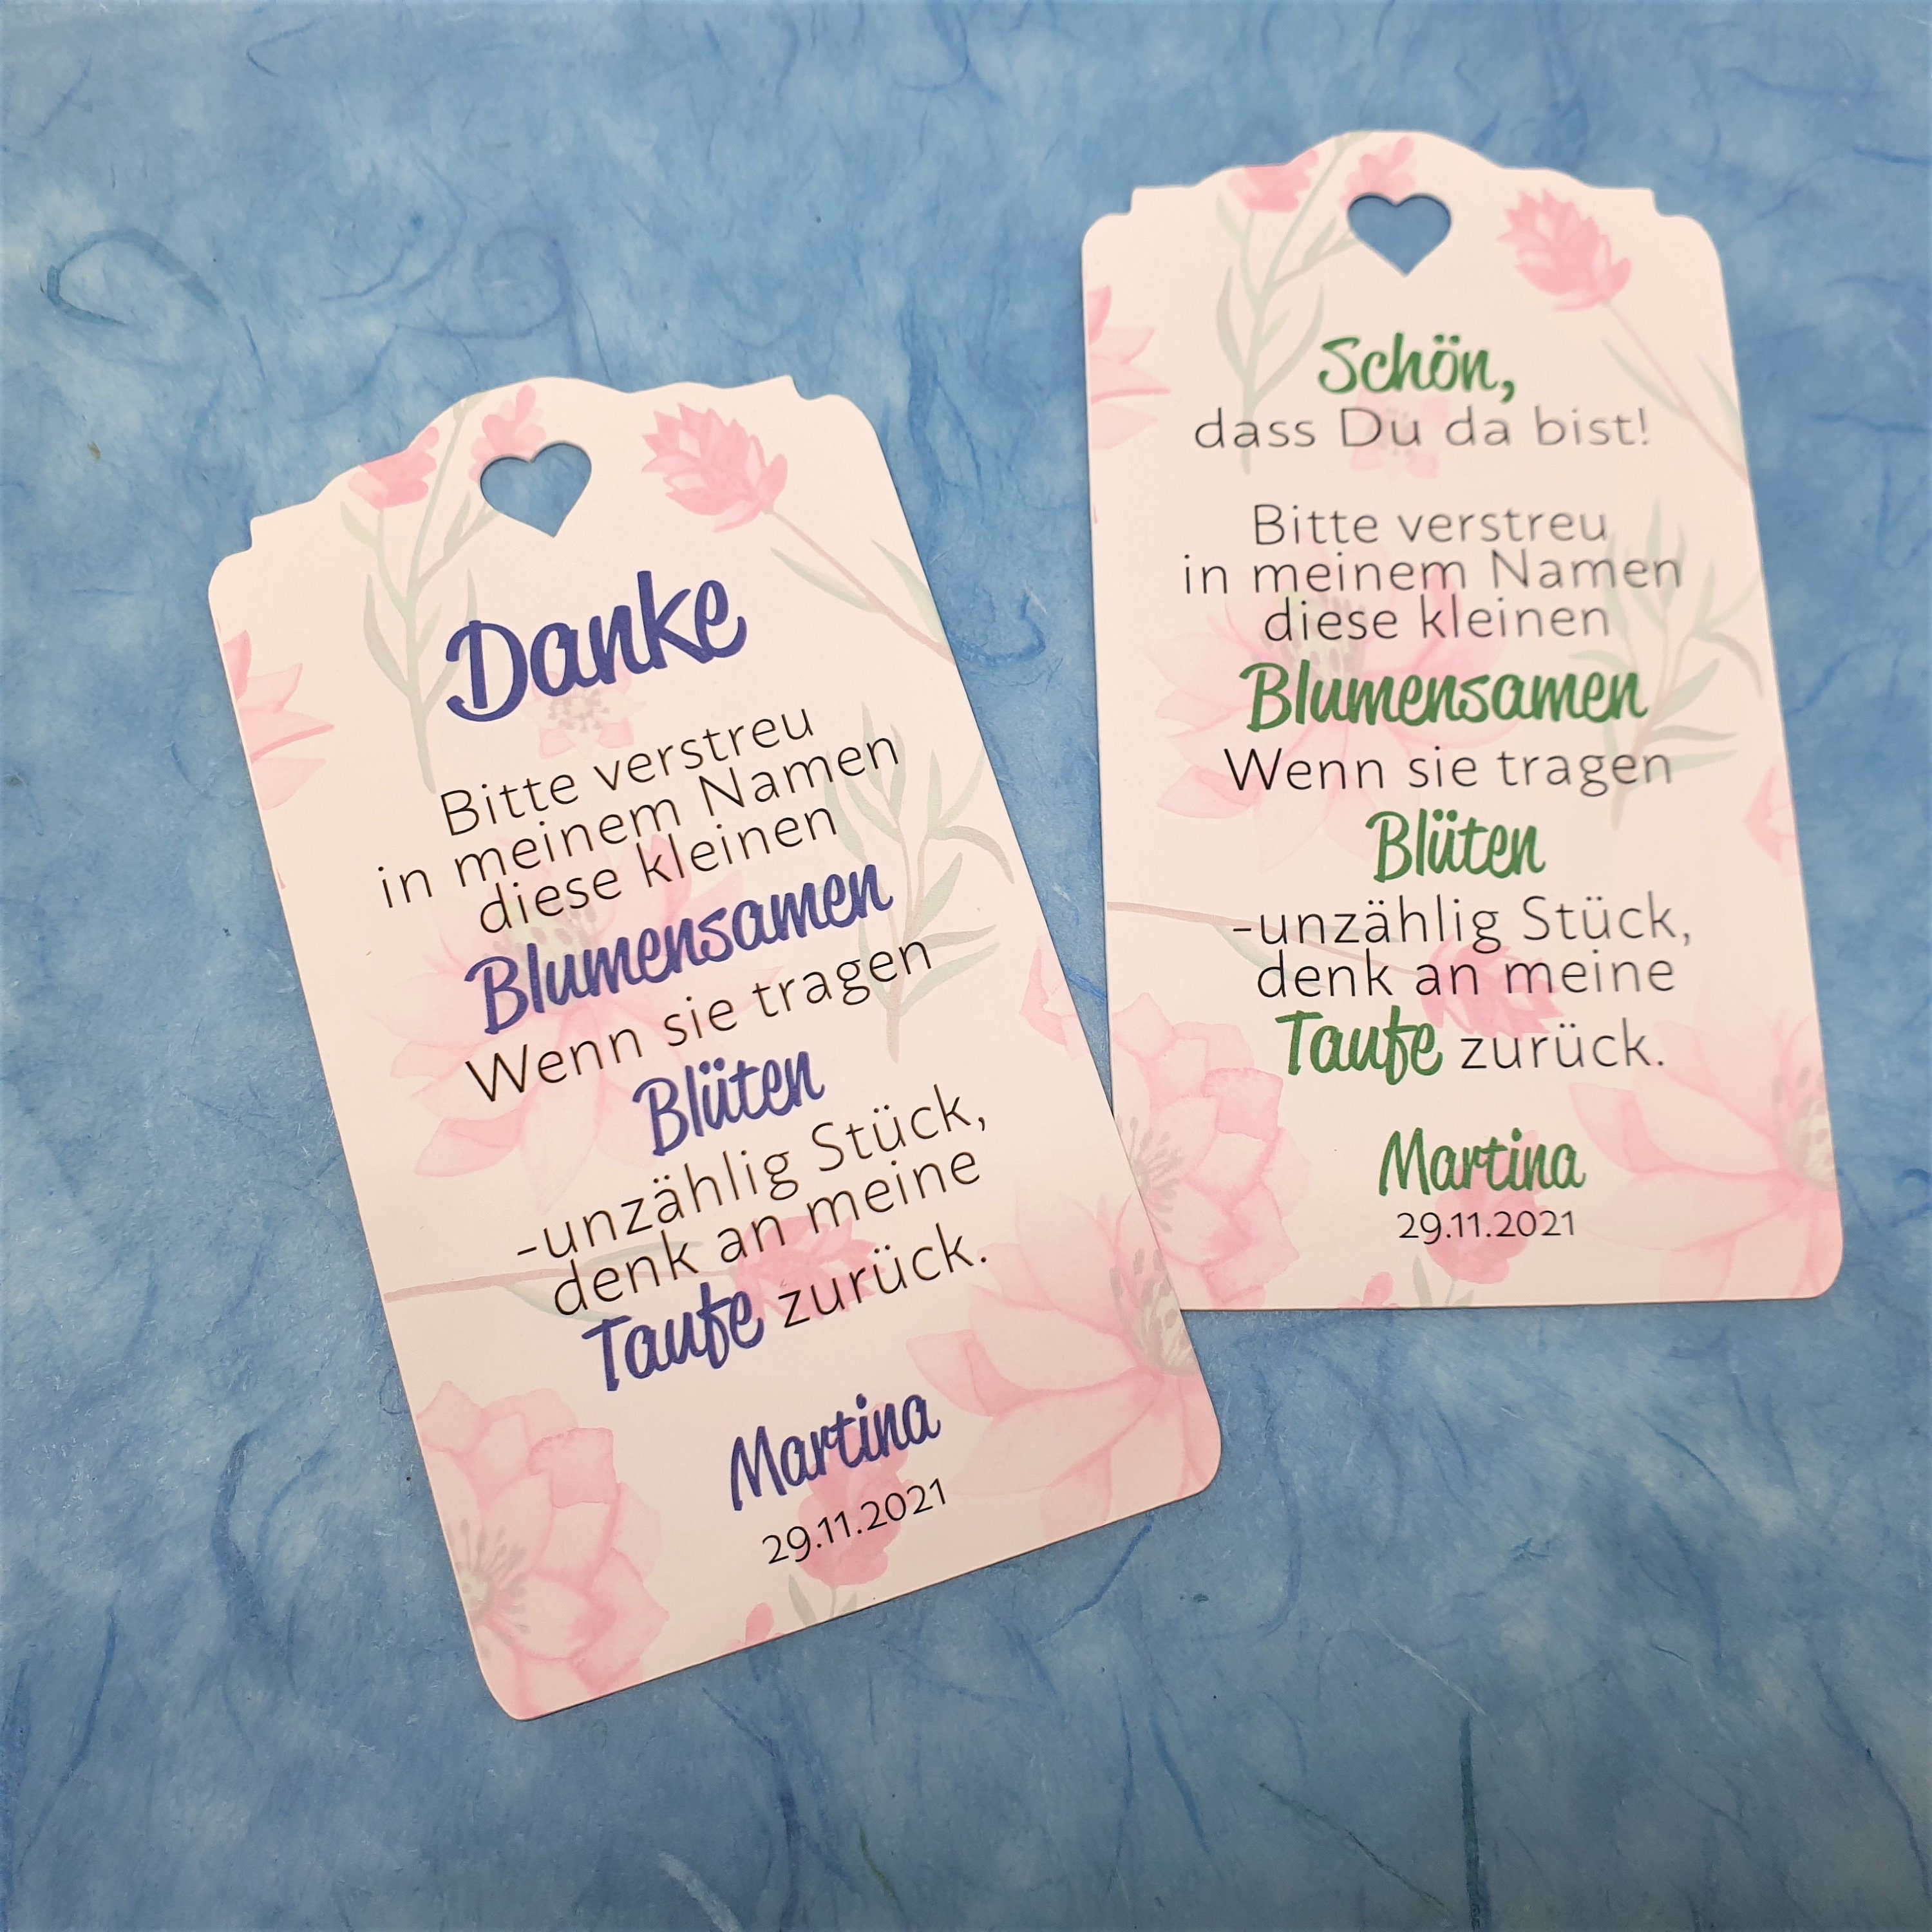 Danke
Bitte verstreu
in meinem Namen
diese kleinen
Blumensamen
Wenn sie tragen
Blüten
-unzählig Stück,
denk an meine
Taufe zurück.
Martina
29.11.2021
Schön,
dass Du da bist!
Bitte verstreu
in meinem Namen
diese kleinen
Blumensamen
Wenn sie tragen
Blüten
-unzählig Stück,
denk an meine
Taufe zurück.
Martina
29.11.2021